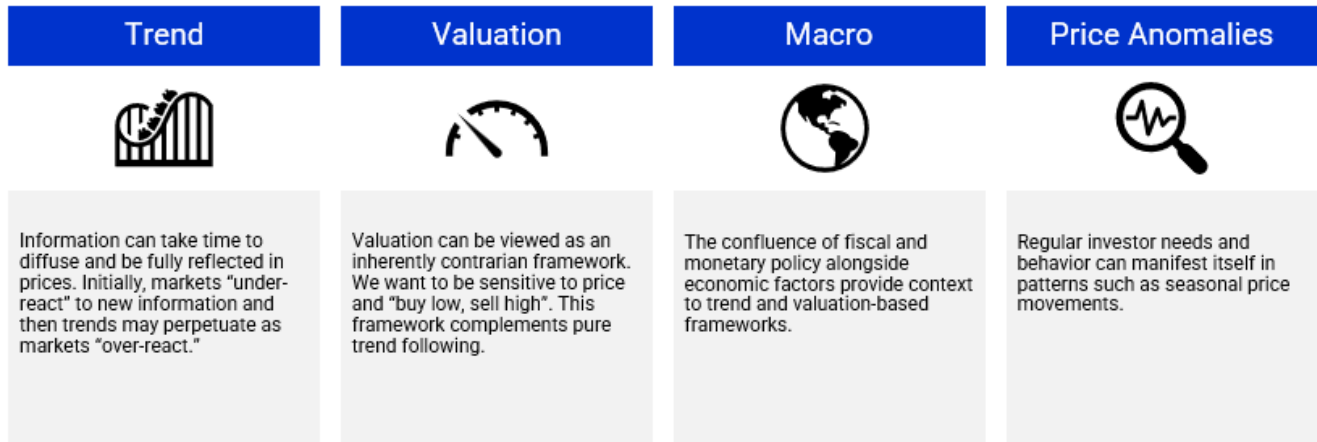 Trend
Information can take time to
diffuse and be fully reflected in
prices. Initially, markets “under-
react” to new information and
then trends may perpetuate as
markets “over-react.”
Valuation
Valuation can be viewed as an
inherently contrarian framework.
We want to be sensitive to price
and “buy low, sell high”. This
framework complements pure
trend following.
Macro
The confluence of fiscal and
monetary policy alongside
economic factors provide context
to trend and valuation-based
frameworks.
Price Anomalies
Regular investor needs and
behavior can manifest itself in
patterns such as seasonal price
movements.